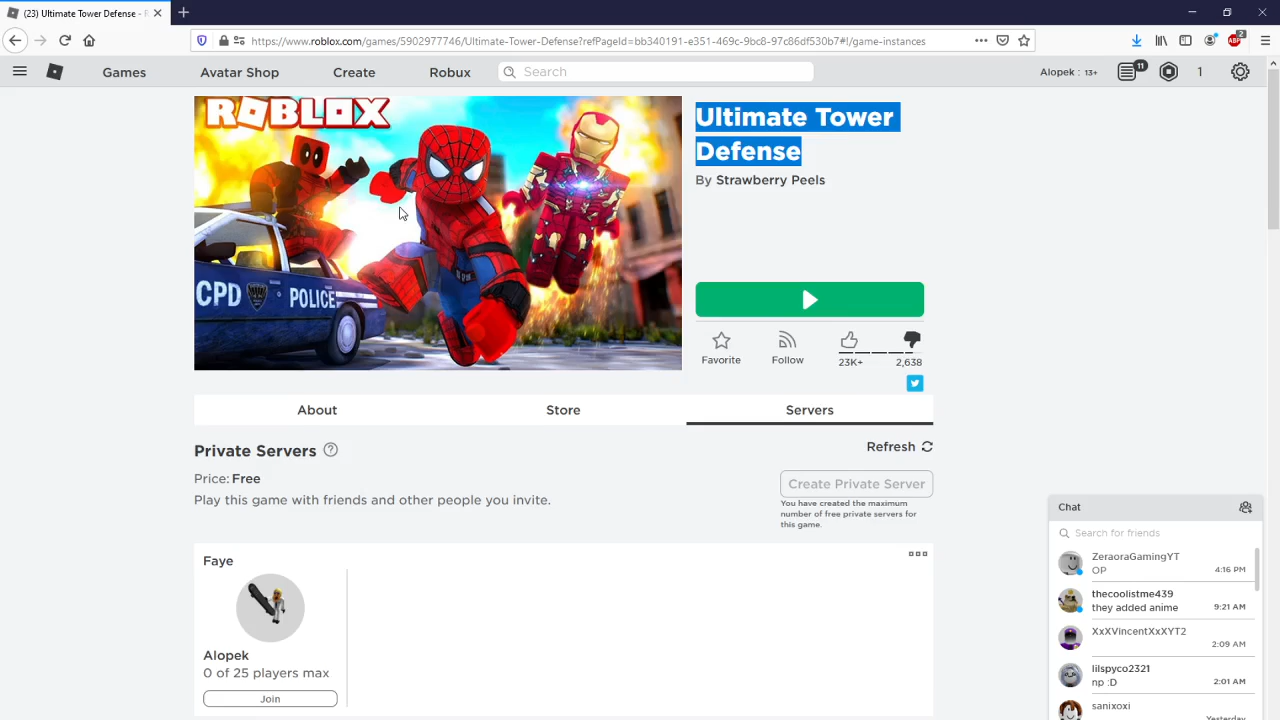 (23) Ultimate Tower Defense - R
https://www.roblox.com/games/5902977746/Ultimate-Tower-Defense?refPageId=bb340191-e351-469c-9bc8-97c86df530b7#!/game-instances
ABP
2
Games
Avatar Shop
Create
Robux
Search
Alopek : 13+
11
1
ROBLOX
CPD
POLICE
Ultimate Tower
Defense
By Strawberry Peels
Favorite
Follow
23K+
2,638
About
Store
Servers
Private Servers
Refresh
Price: Free
Play this game with friends and other people you invite.
Create Private Server
You have created the maximum
number of free private servers for
this game.
Faye
Alopek
0 of 25 players max
Join
Chat
Search for friends
ZeraoraGamingYT
OP
4:16 PM
thecoolistme439
they added anime
9:21 AM
XxXVincentXxXYT2
2:09 AM
lilspyco2321
np :D
2:01 AM
sanixoxi
Yesterday